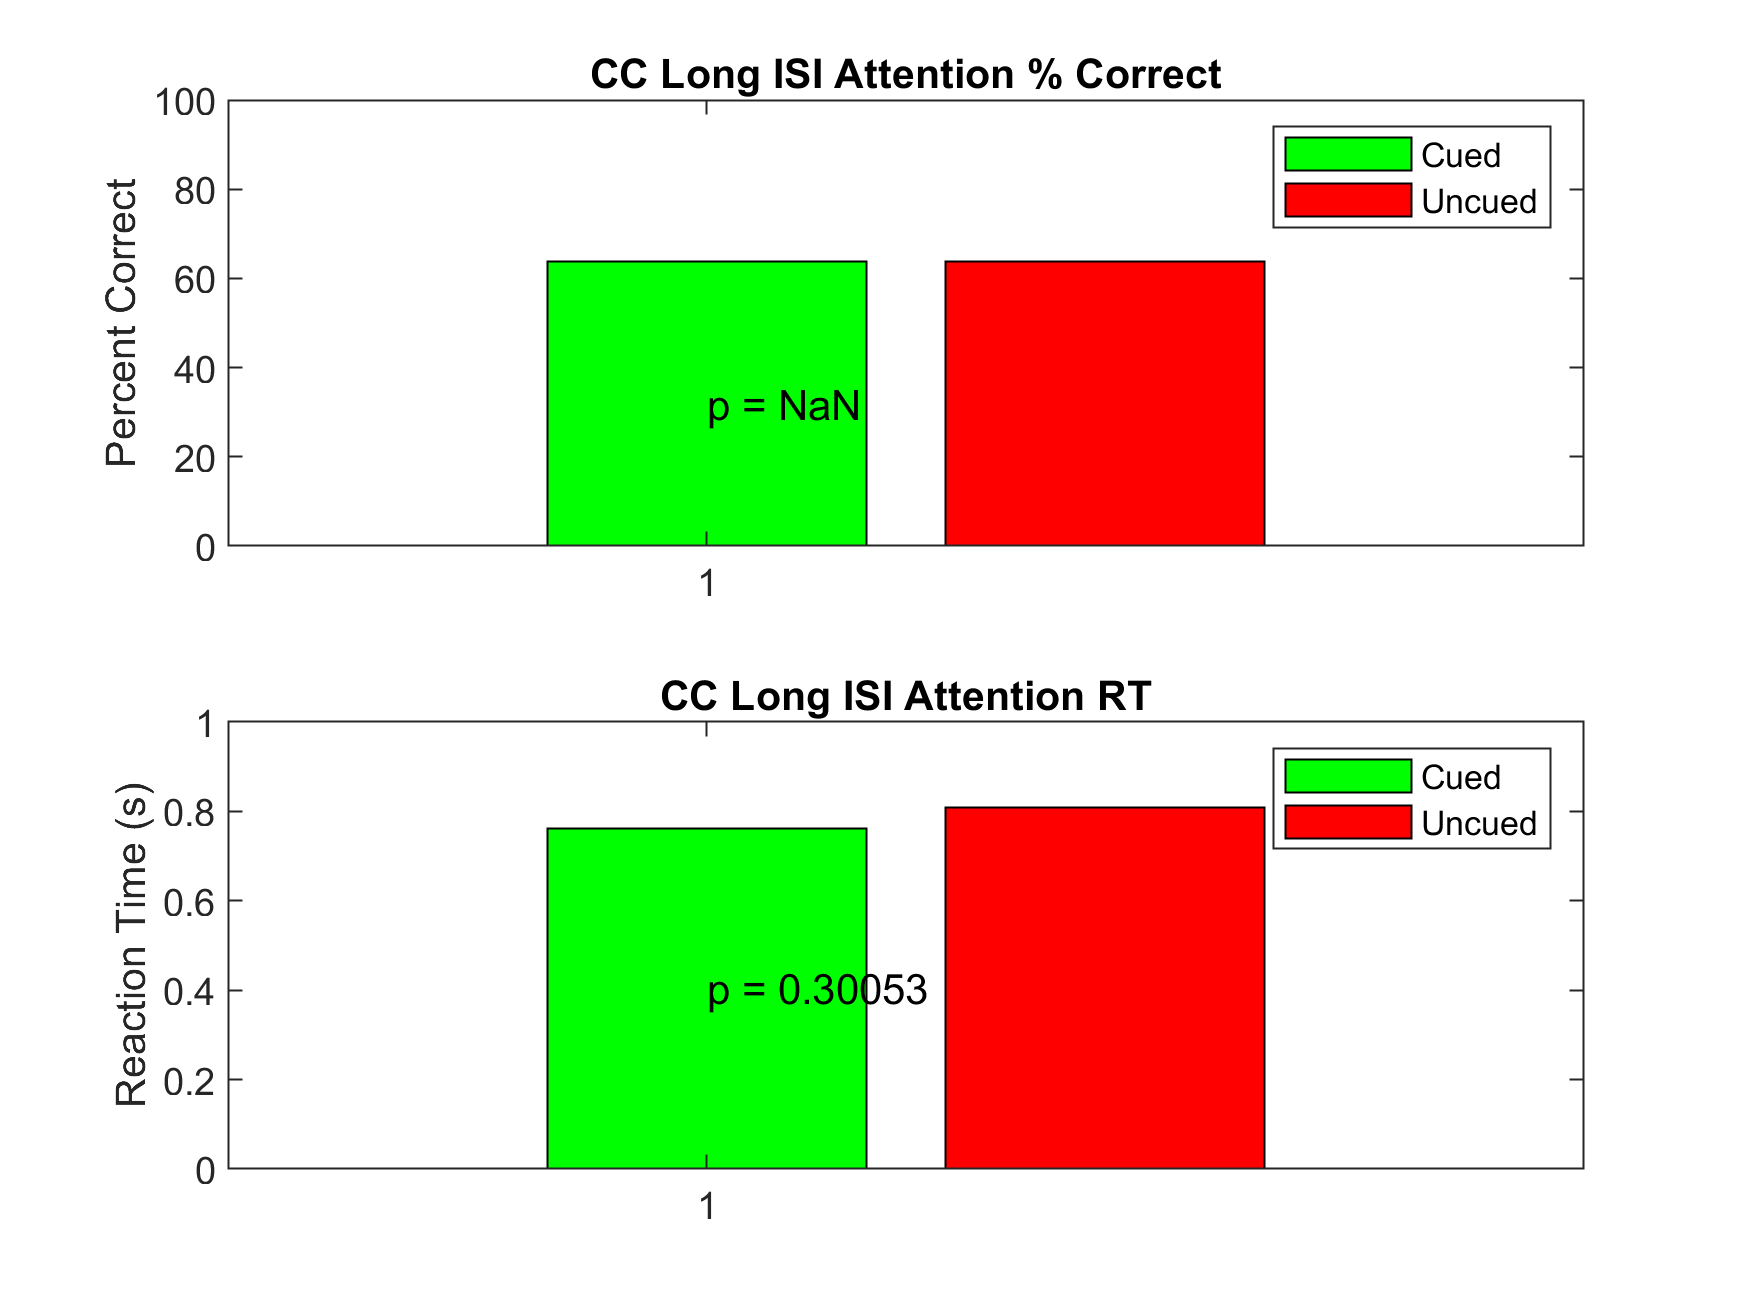 CC Long ISI Attention % Correct
100
80
60
40
20
0
Percent Correct
Cued
Uncued
p = NaN
1
CC Long ISI Attention RT
1
0.8
0.6
0.4
0.2
0
Reaction Time (s)
Cued
Uncued
p = 0.30053
1